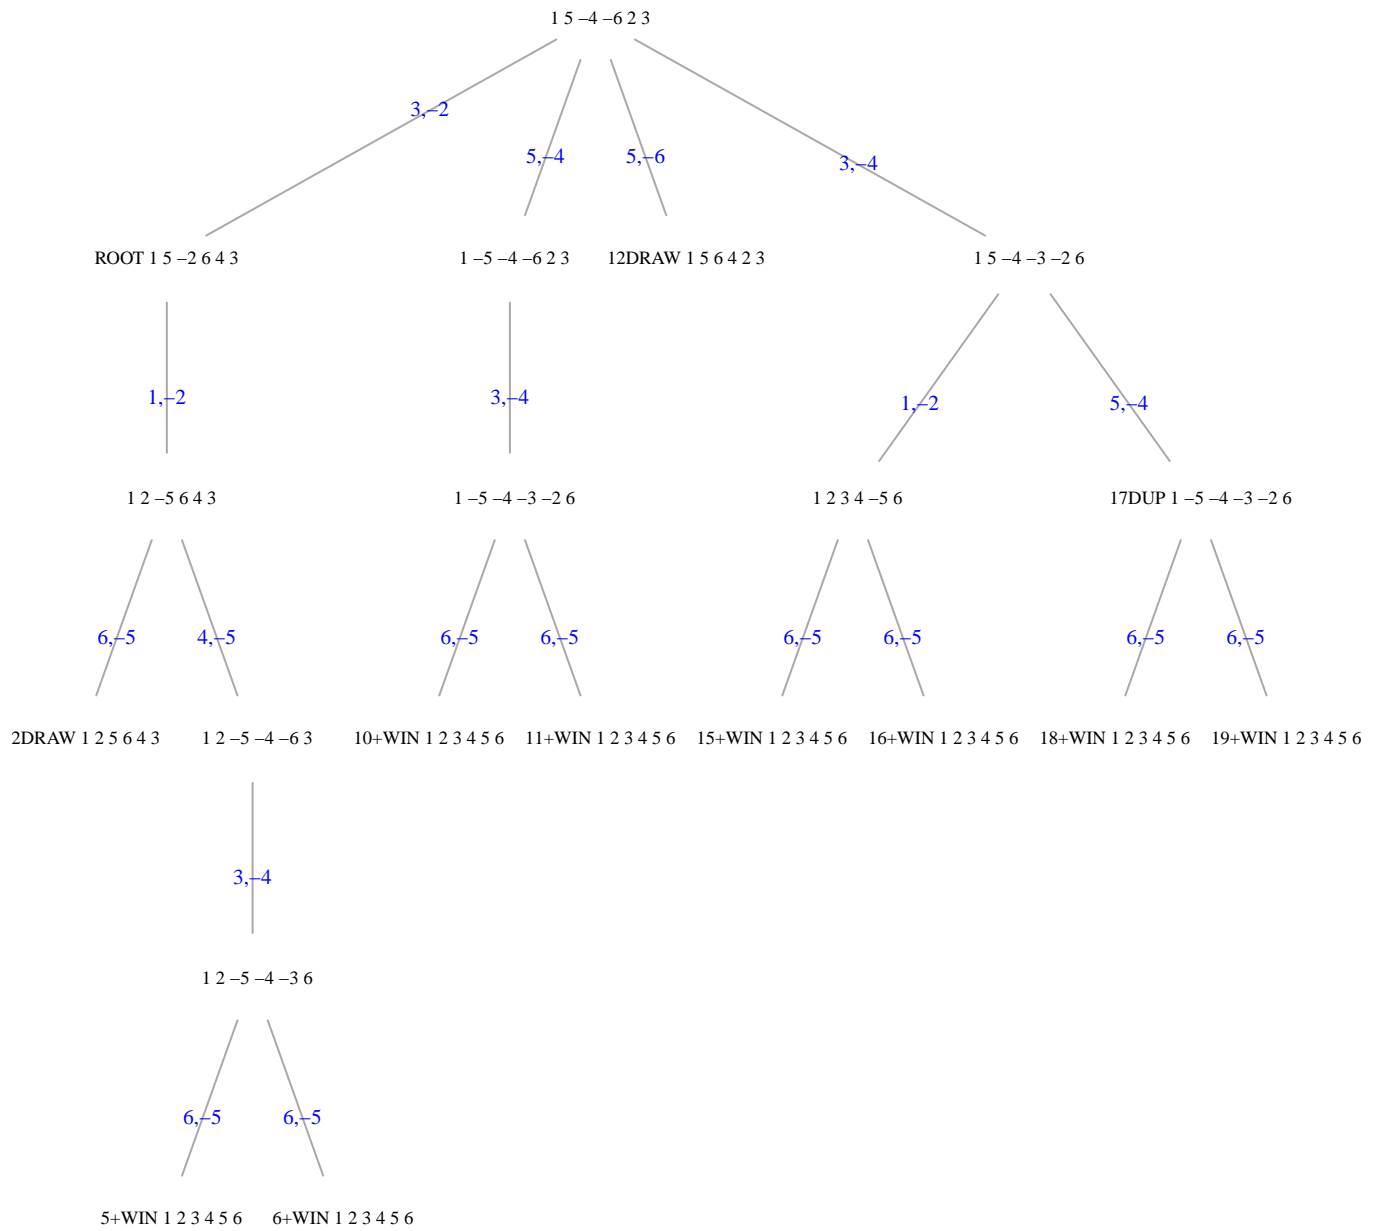 1 5 –4 –6 2 3
3,–2
5,–4
5,–6
3,–4
ROOT 1 5 –2 6 4 3
1 –5 –4 –6 2 3
12DRAW 1 5 6 4 2 3
1 5 –4 –3 –2 6
1,–2
3,–4
1,–2
5,–4
1 2 –5 6 4 3
1 –5 –4 –3 –2 6
1 2 3 4 –5 6
17DUP 1 –5 –4 –3 –2 6
6,–5
4,–5
6,–5
6,–5
6,–5
6,–5
6,–5
6,–5
2DRAW 1 2 5 6 4 3
1 2 –5 –4 –6 3
10+WIN 1 2 3 4 5 6
11+WIN 1 2 3 4 5 6
15+WIN 1 2 3 4 5 6
16+WIN 1 2 3 4 5 6
18+WIN 1 2 3 4 5 6
19+WIN 1 2 3 4 5 6
3,–4
1 2 –5 –4 –3 6
6,–5
6,–5
5+WIN 1 2 3 4 5 6
6+WIN 1 2 3 4 5 6